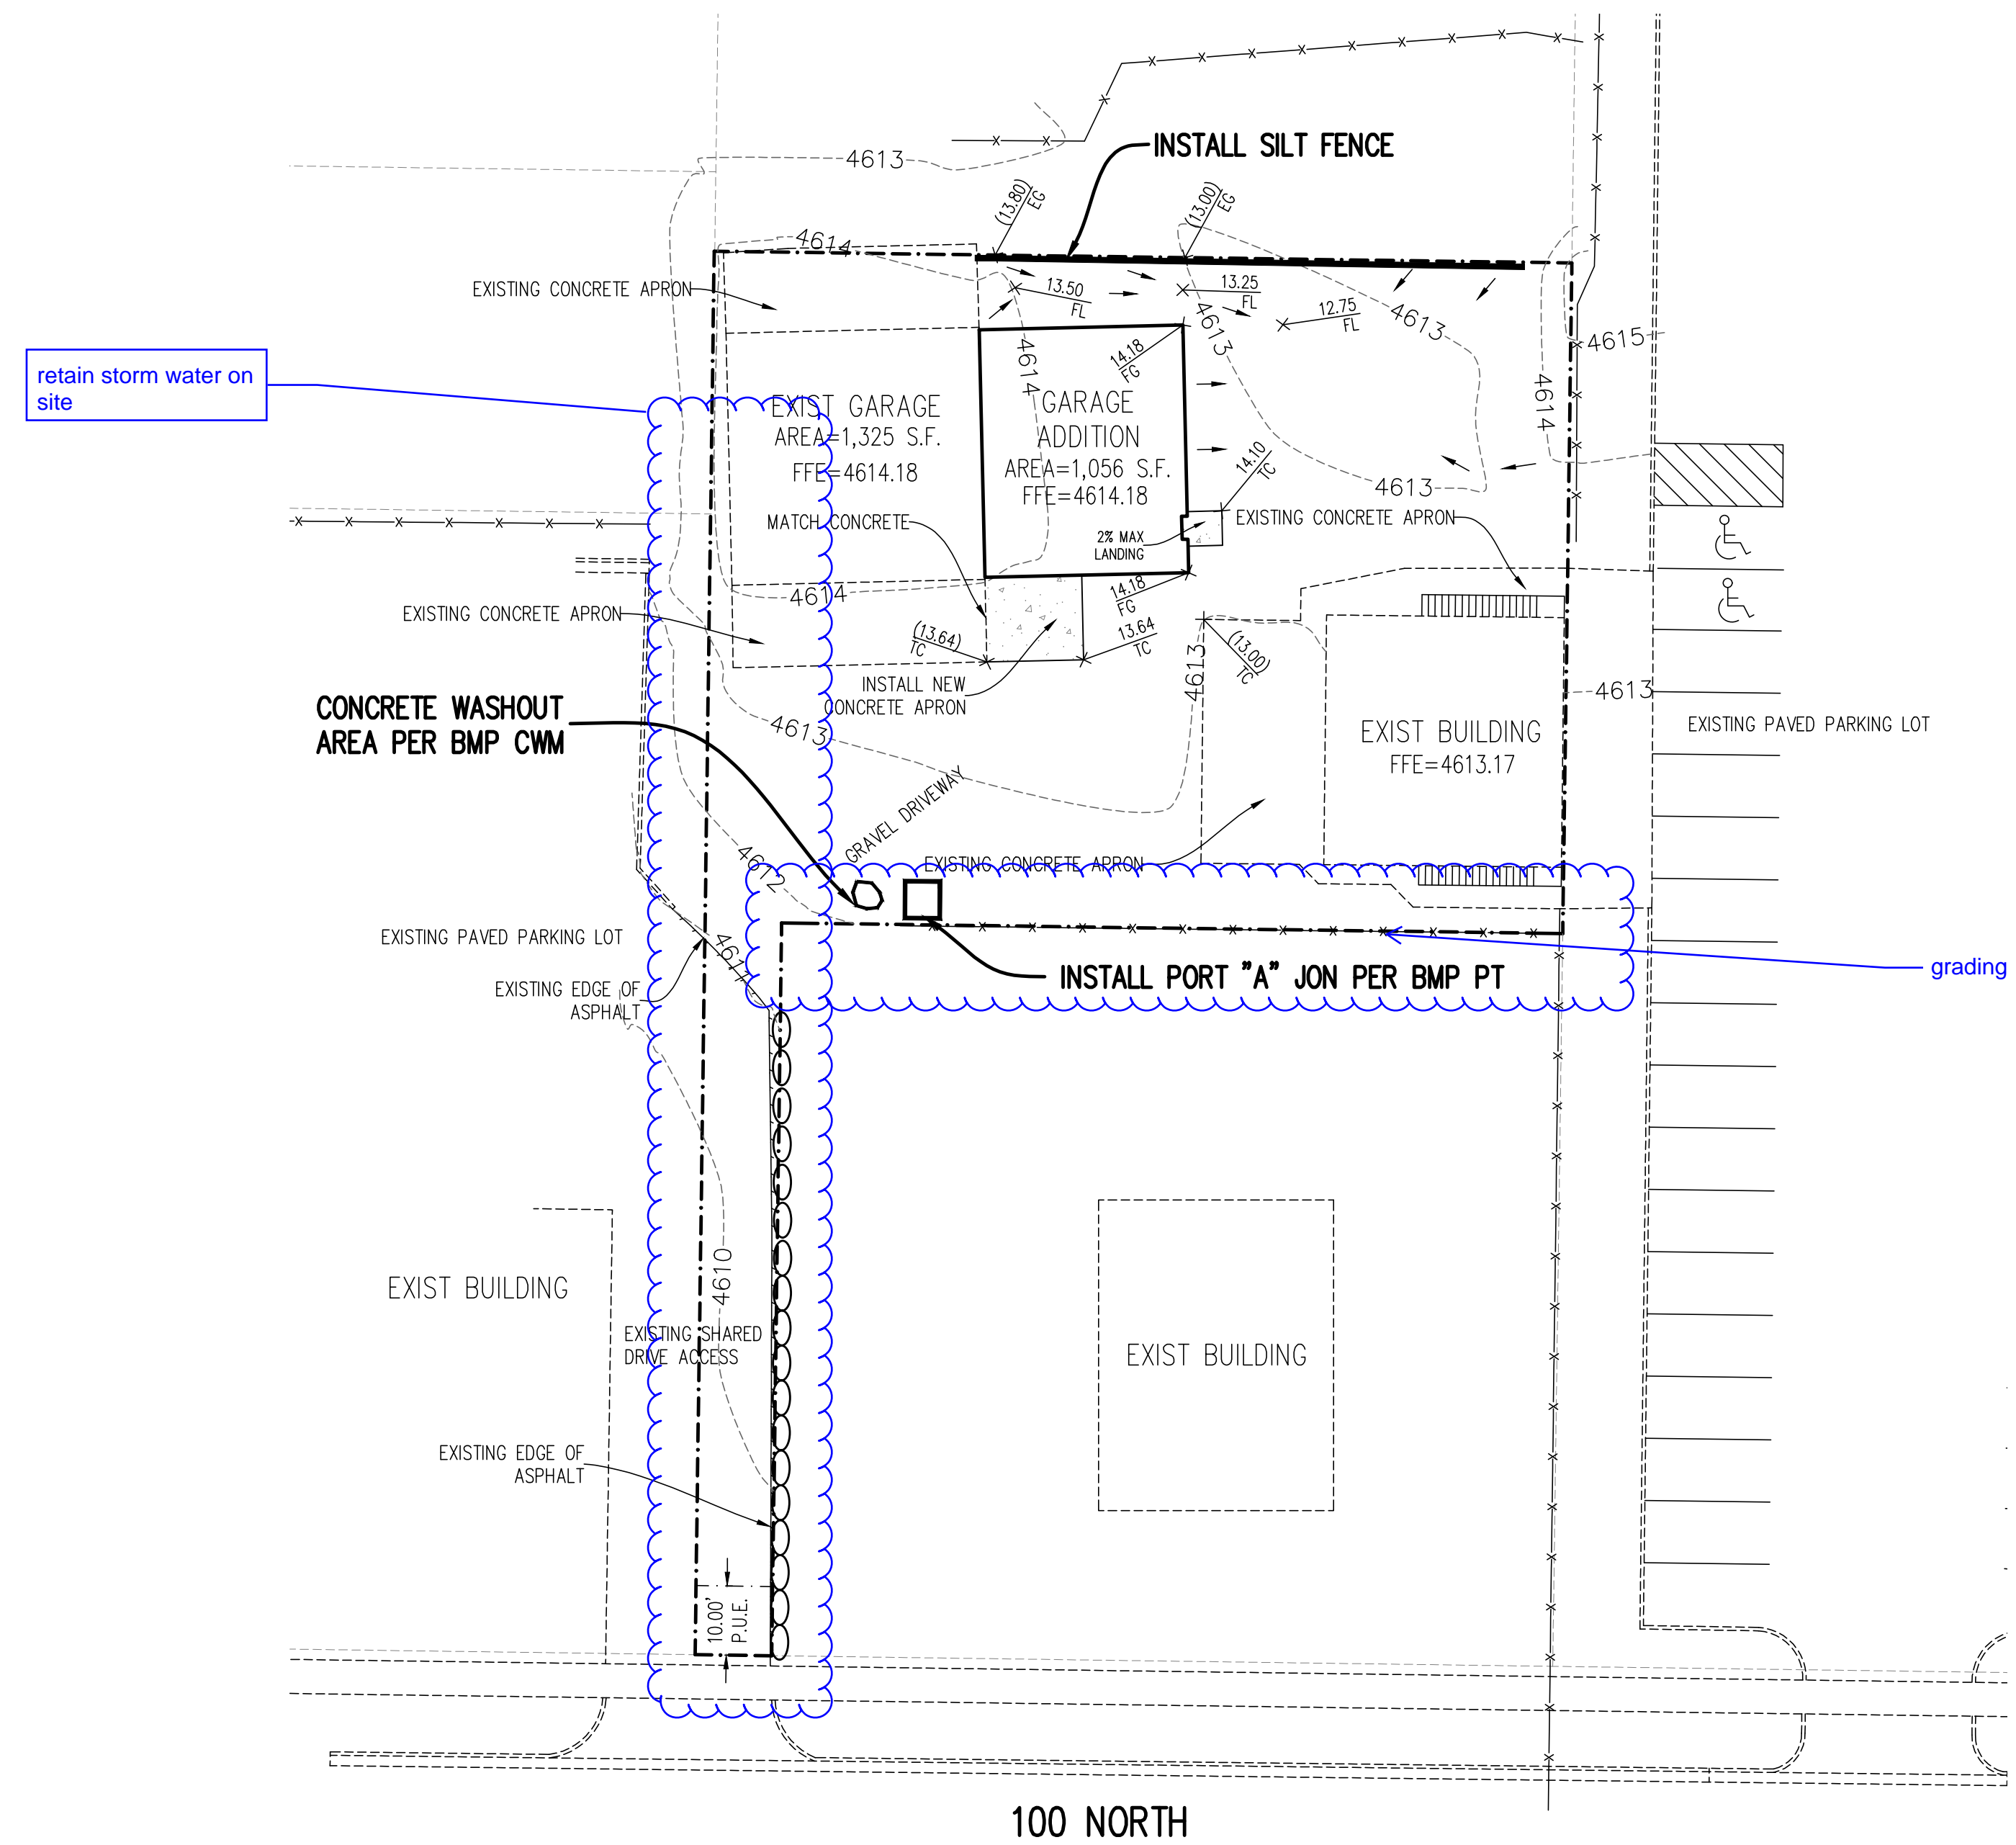 4613
INSTALL SILT FENCE
(13.80)
EG
(13.00)
EG
4614
EXISTING CONCRETE APRON
13.50
FL
13.25
FL
12.75
FL
4613
4613
4615
retain storm water on
site
4614
4614
14.18
FG
EXIST GARAGE
AREA=1,325 S.F.
FFE=4614.18
GARAGE
ADDITION
AREA=1,056 S.F.
FFE=4614.18
14.10
TC
4613
MATCH CONCRETE
2% MAX
LANDING
EXISTING CONCRETE APRON
4614
14.18
FG
EXISTING CONCRETE APRON
(13.64)
TC
13.64
TC
(13.00)
TC
4613
INSTALL NEW
CONCRETE APRON
4613
CONCRETE WASHOUT
AREA PER BMP CWM
4613
EXIST BUILDING
FFE=4613.17
EXISTING PAVED PARKING LOT
GRAVEL DRIVEWAY
EXISTING CONCRETE APRON
4612
EXISTING PAVED PARKING LOT
4611
INSTALL PORT "A" JON PER BMP PT
grading
EXISTING EDGE OF
ASPHALT
4610
EXIST BUILDING
EXISTING SHARED
DRIVE ACCESS
EXIST BUILDING
EXISTING EDGE OF
ASPHALT
10.00'
P.U.E.
100 NORTH